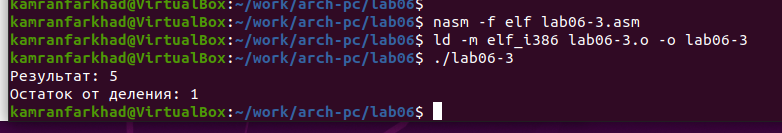 kamranfarkhad@VirtualBox:~/work/arch-pc/lab06$
kamranfarkhad@VirtualBox:~/work/arch-pc/lab06$ nasm -f elf lab06-3.asm
kamranfarkhad@VirtualBox:~/work/arch-pc/lab06$ ld -m elf_i386 lab06-3.o -o lab06-3
kamranfarkhad@VirtualBox:~/work/arch-pc/lab06$ ./lab06-3
Результат: 5
Остаток от деления: 1
kamranfarkhad@VirtualBox:~/work/arch-pc/lab06$